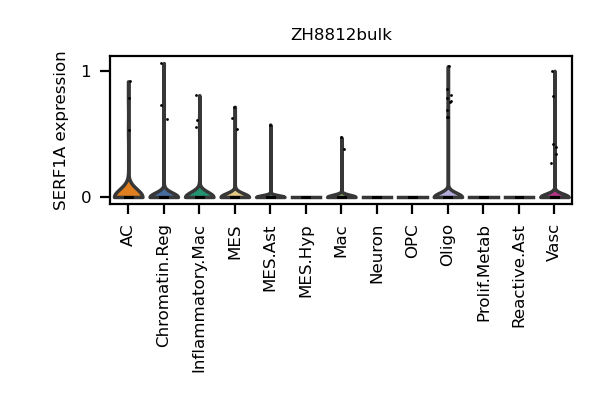 ZH8812bulk
SERF1A expression
1
0
AC
Chromatin.Reg
Inflammatory.Mac
MES
MES.Ast
MES.Hyp
Mac
Neuron
OPC
Oligo
Prolif.Metab
Reactive.Ast
Vasc